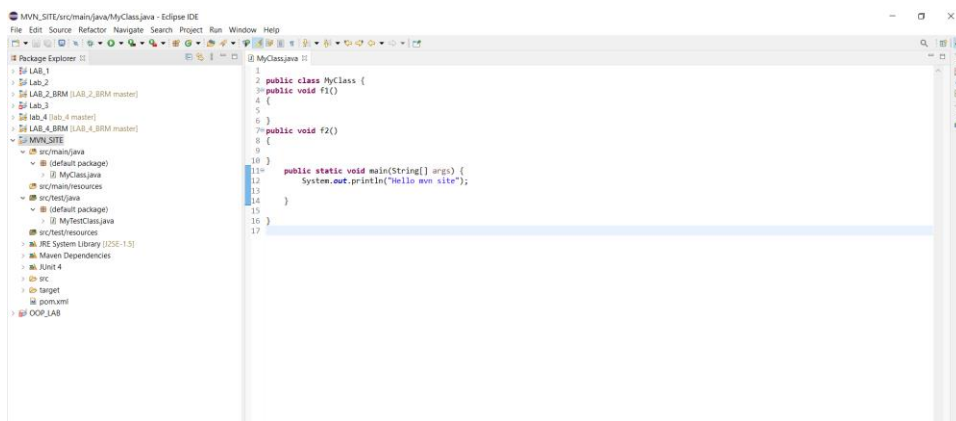 MVN_SITE/src/main/java/MyClass.java - Eclipse IDE
File Edit Source Refactor Navigate Search Project Run Window Help
Package Explorer
LAB_1
Lab_2
LAB_2_BRM [LAB_2_BRM master]
Lab_3
lab_4 [lab_4 master]
LAB_4_BRM [LAB_4_BRM master]
MVN_SITE
src/main/java
(default package)
MyClass.java
src/main/resources
src/test/java
(default package)
MyTestClass.java
src/test/resources
JRE System Library [J2SE-1.5]
Maven Dependencies
JUnit 4
src
target
pom.xml
OOP_LAB
MyClass.java
1
2 public class MyClass {
3 public void f1()
4 {
5
6 }
7 public void f2()
8 {
9
10 }
11 public static void main(String[] args) {
12 System.out.println("Hello mvn site");
13
14 }
15
16 }
17